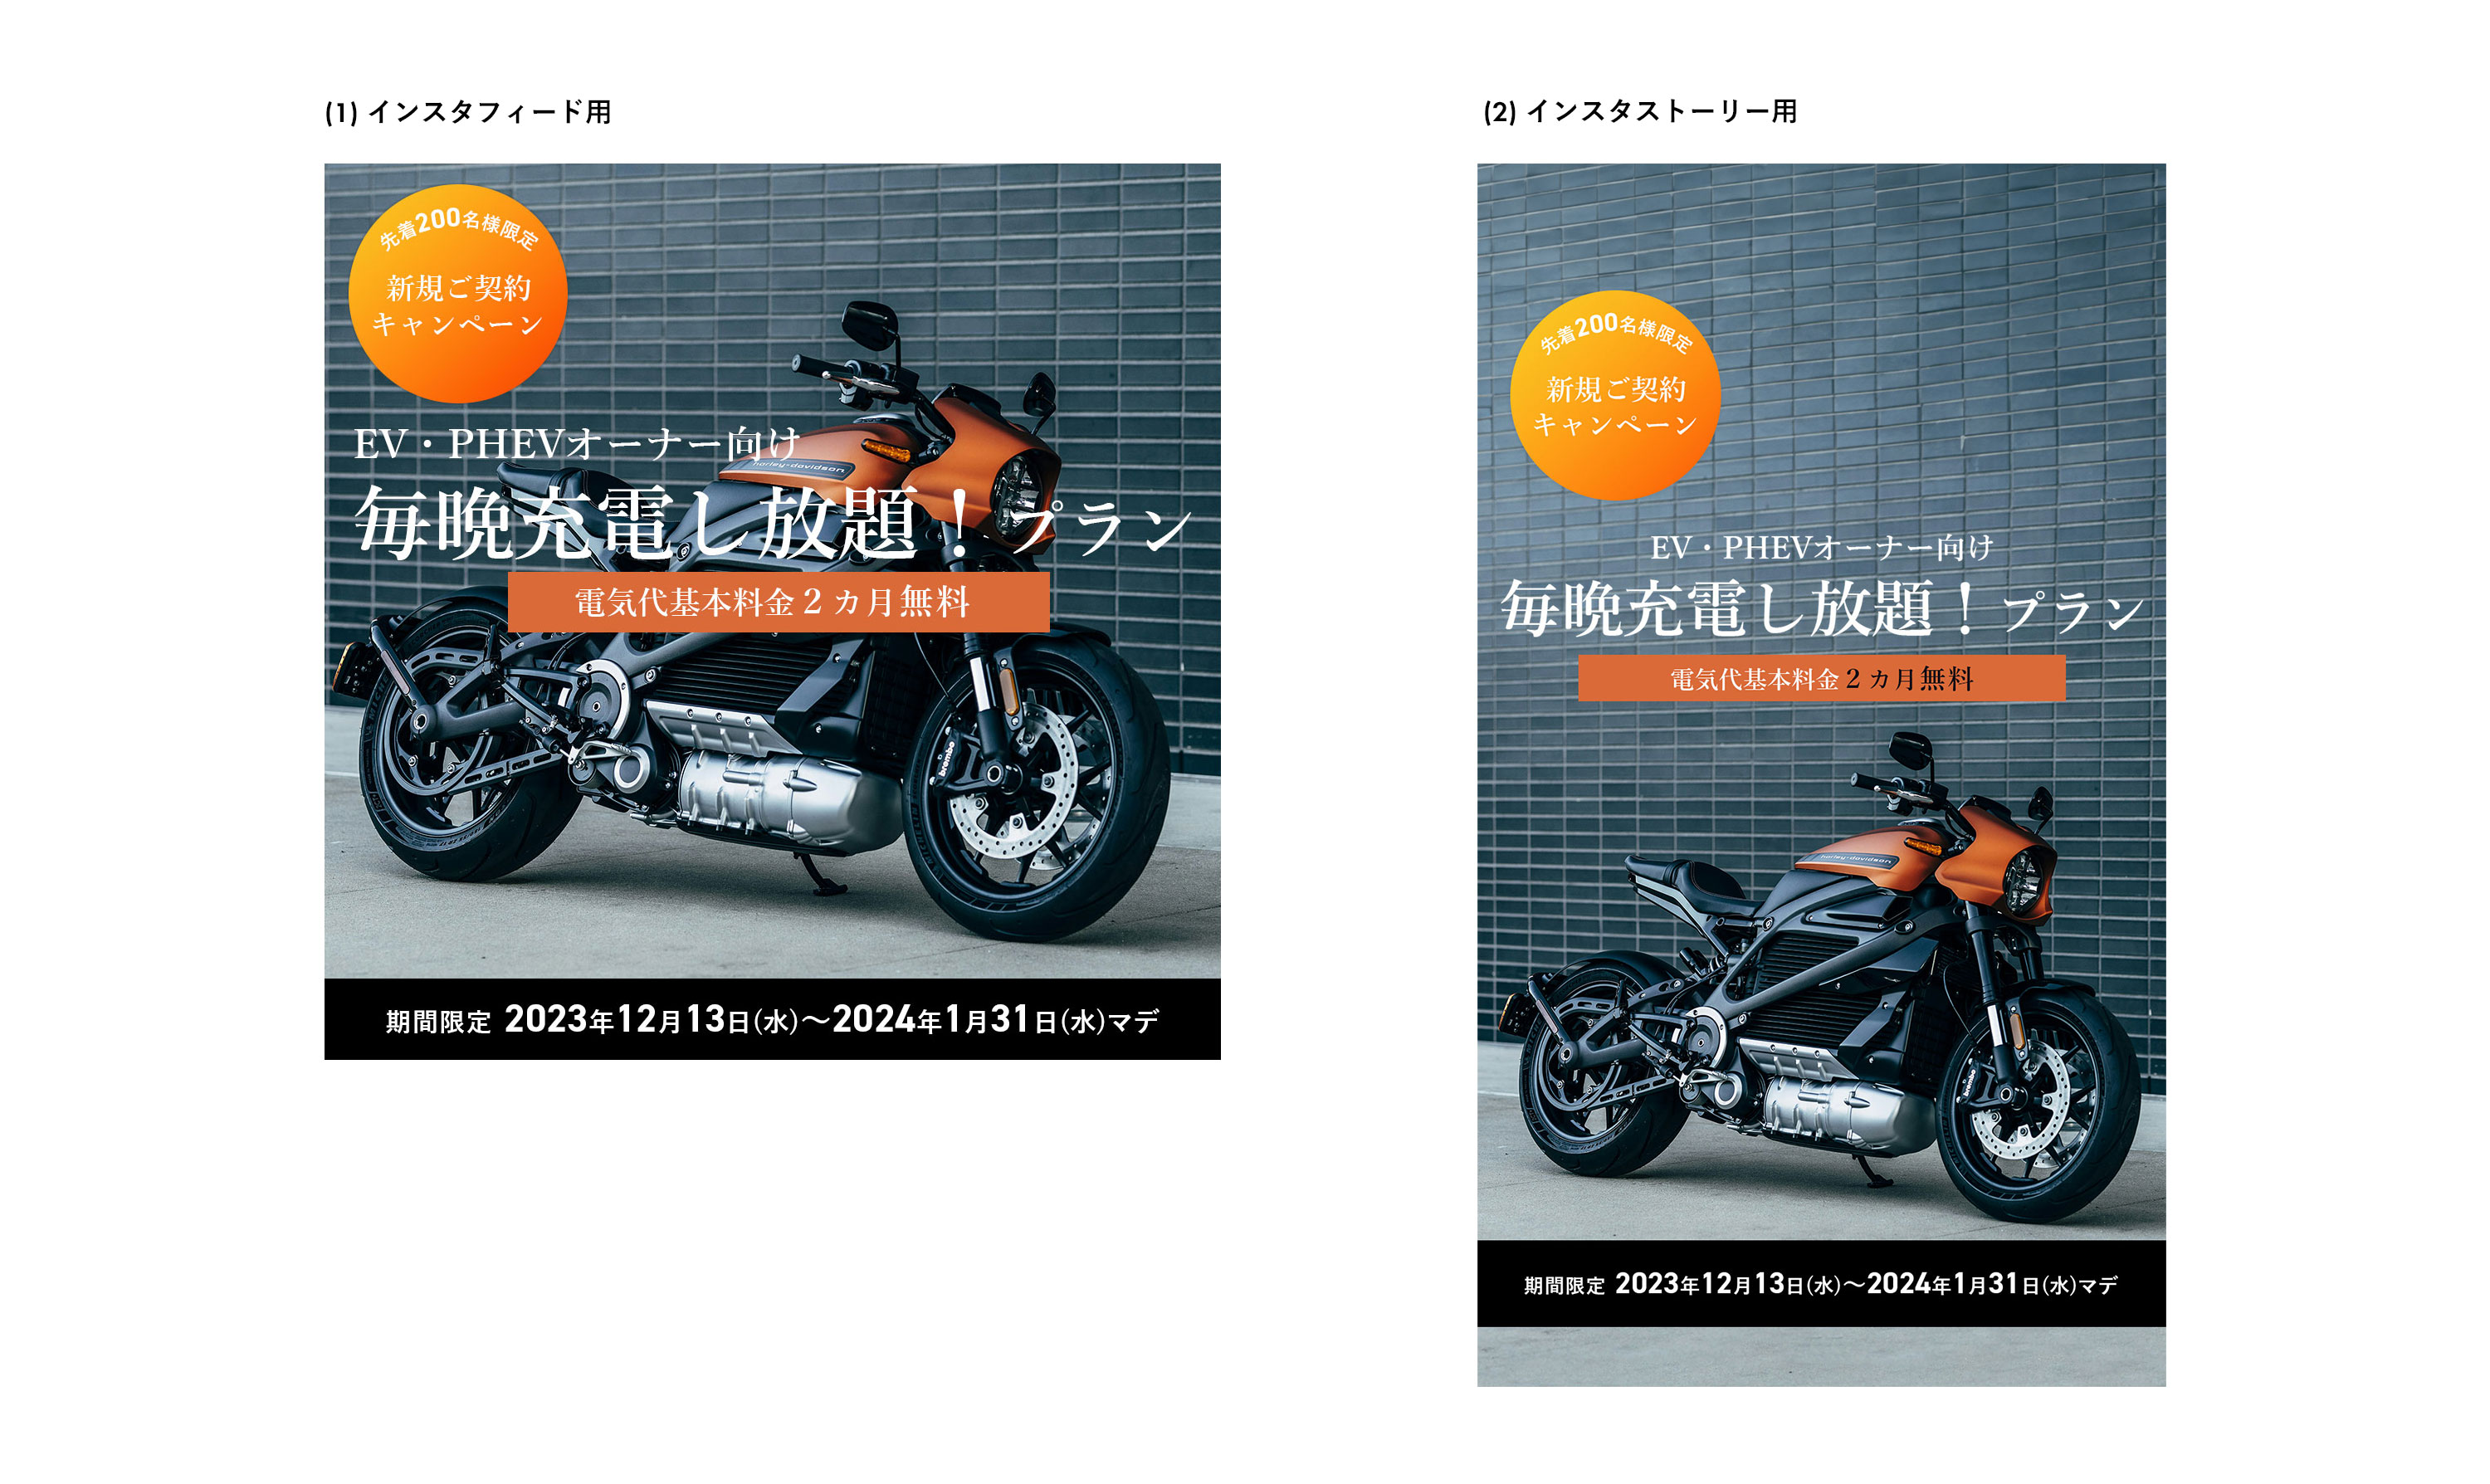 (1) インスタフィード用
先着200名様限定
新規ご契約
キャンペーン
EV・PHEVオーナー向け
harley-davidson
毎晩充電し放題！プラン
電気代基本料金２カ月無料
brembo
期間限定 2023年12月13日(水)〜2024年1月31日(水)マデ
(2) インスタストーリー用
先着200名様限定
新規ご契約
キャンペーン
EV・PHEVオーナー向け
毎晩充電し放題！プラン
電気代基本料金２カ月無料
harley-davidson
brembo
期間限定 2023年12月13日(水)〜2024年1月31日(水)マデ